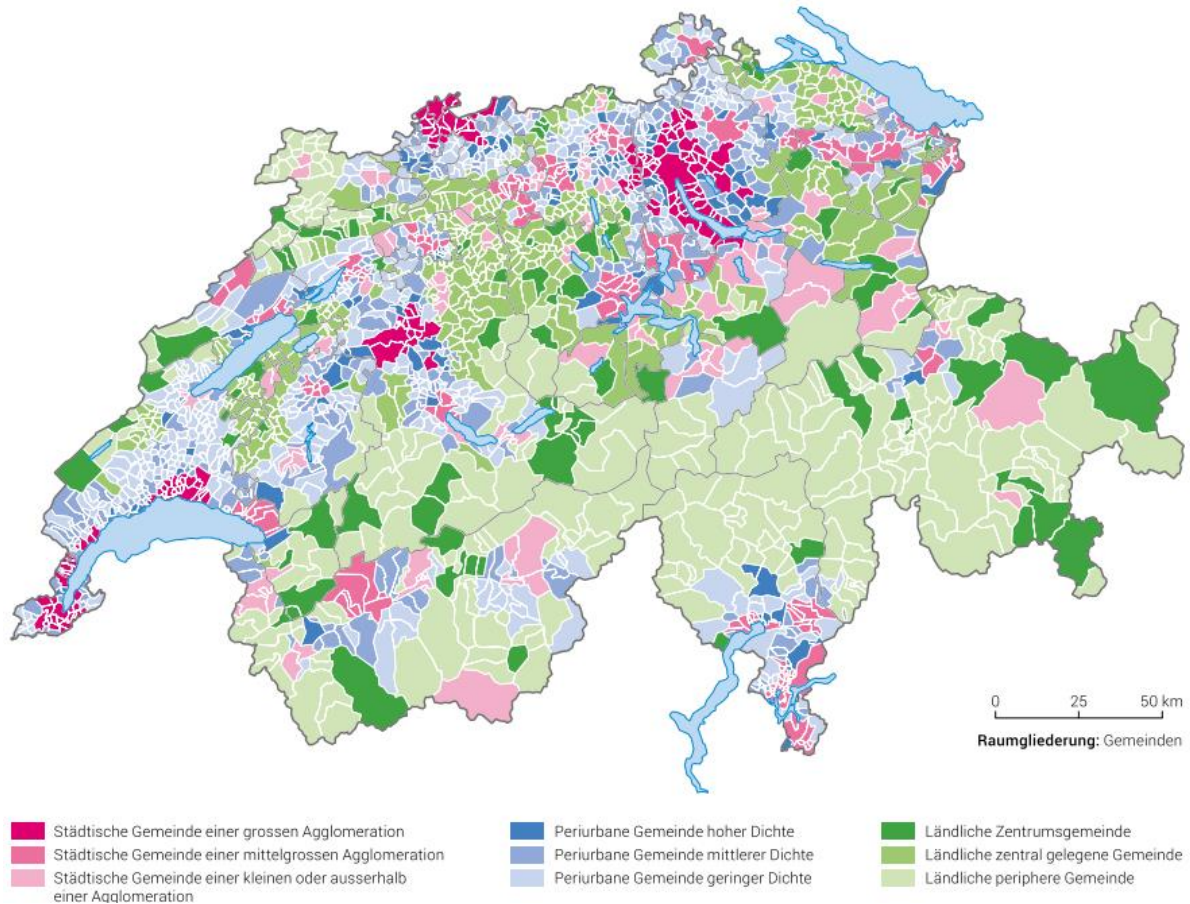 0 25 50 km
Raumgliederung: Gemeinden
Städtische Gemeinde einer grossen Agglomeration
Städtische Gemeinde einer mittelgrossen Agglomeration
Städtische Gemeinde einer kleinen oder ausserhalb
einer Agglomeration
Periurbane Gemeinde hoher Dichte
Periurbane Gemeinde mittlerer Dichte
Periurbane Gemeinde geringer Dichte
Ländliche Zentrumsgemeinde
Ländliche zentral gelegene Gemeinde
Ländliche periphere Gemeinde